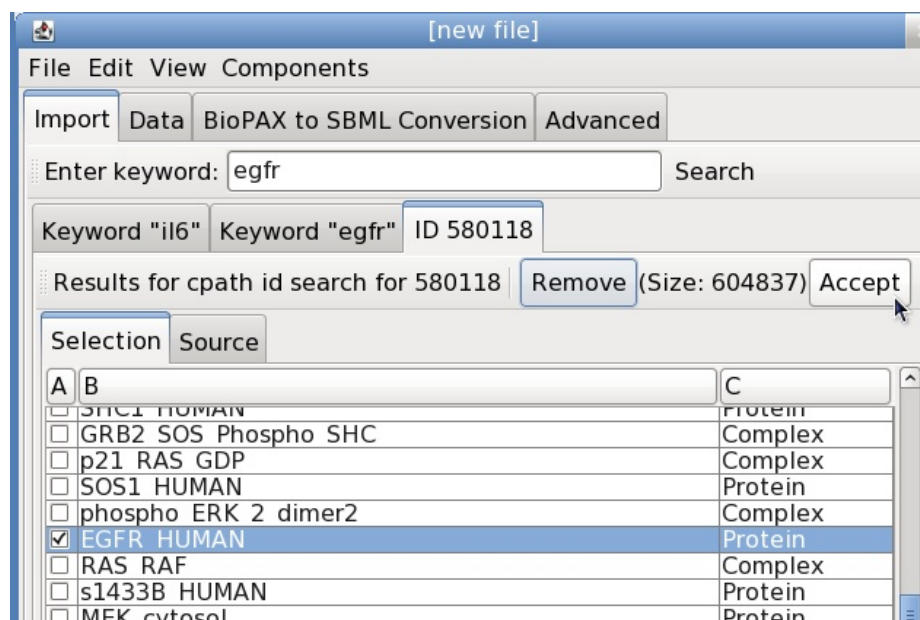 [new file]
File Edit View Components
Import Data BioPAX to SBML Conversion Advanced
Enter keyword: egfr Search
Keyword "il6" Keyword "egfr" ID 580118
Results for cpath id search for 580118 Remove (Size: 604837) Accept
Selection Source
A B C
SHC1 HUMAN Protein
GRB2 SOS Phospho SHC Complex
p21 RAS GDP Complex
SOS1 HUMAN Protein
phospho ERK 2 dimer2 Complex
EGFR HUMAN Protein
RAS RAF Complex
s1433B HUMAN Protein
MEK cytosol Protein